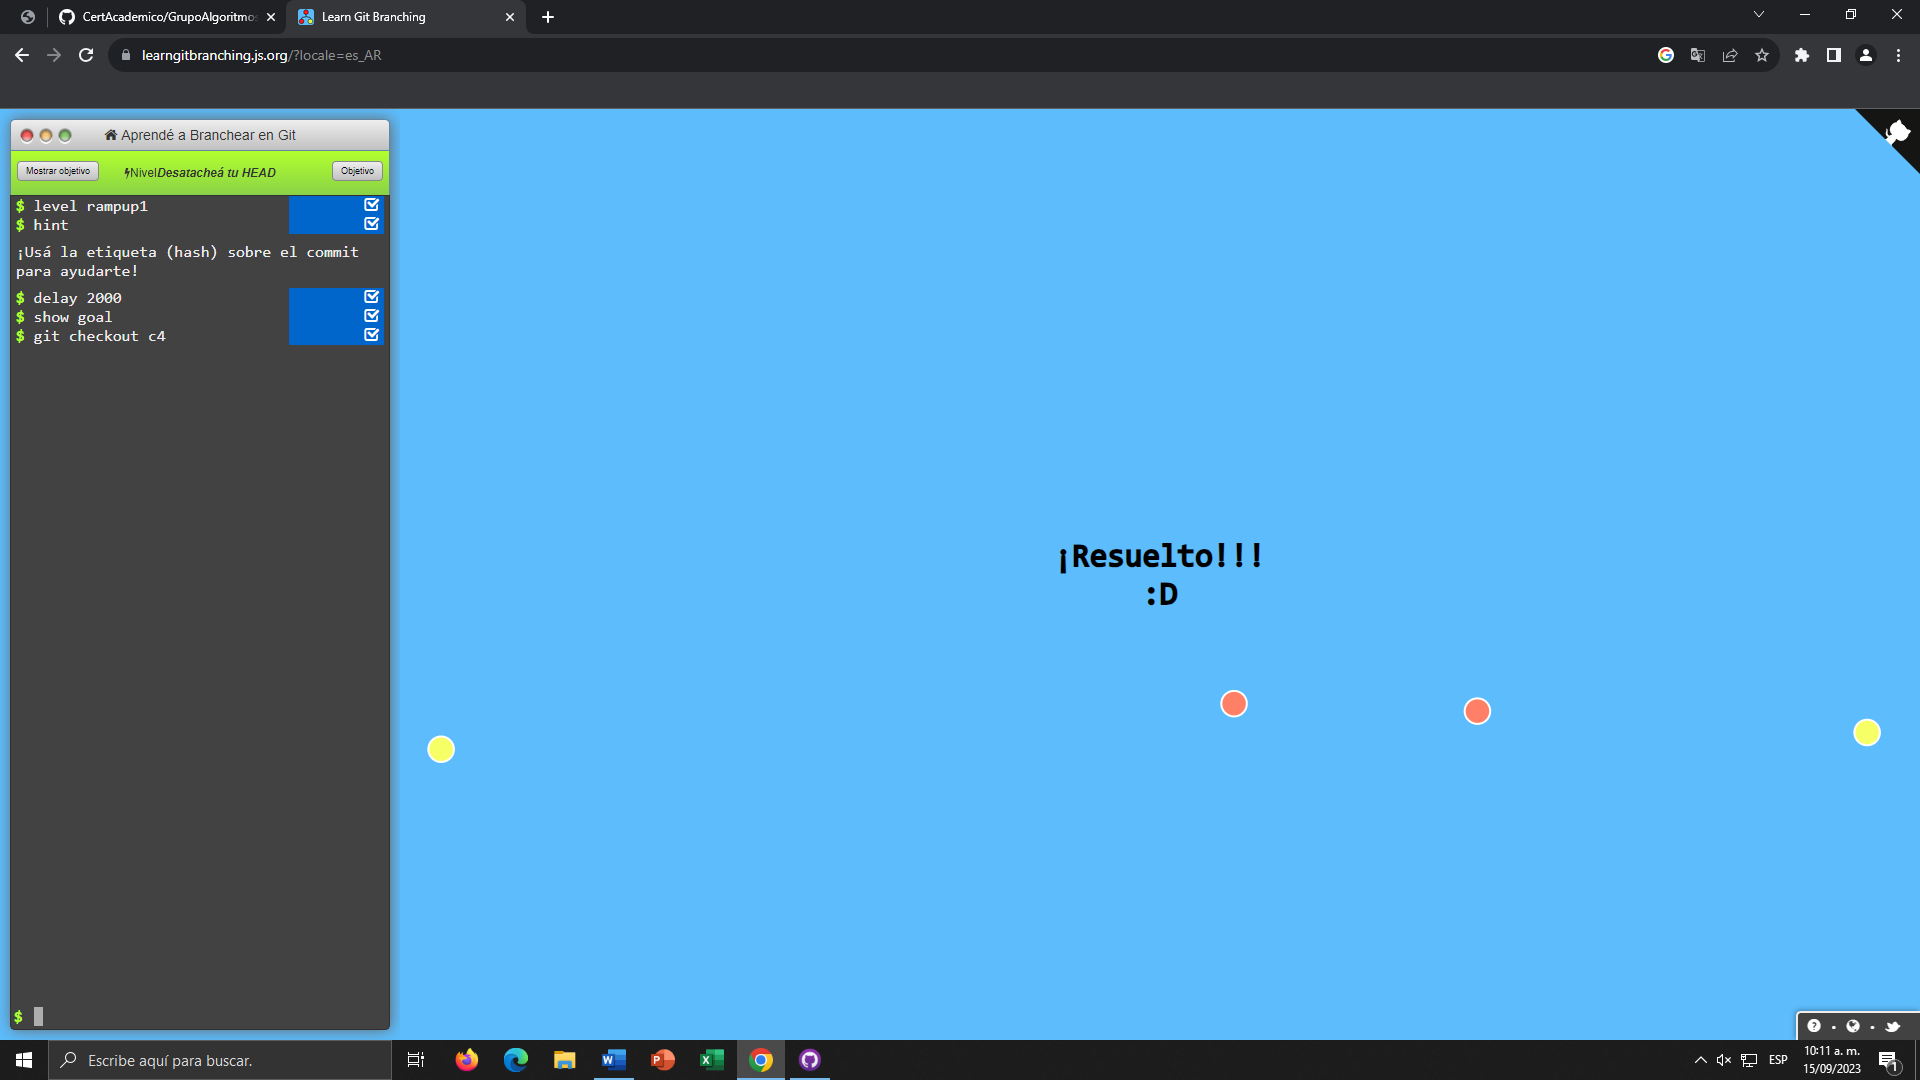 CertAcademico/GrupoAlgoritmos
Learn Git Branching
learngitbranching.js.org/?locale=es_AR
Aprendé a Branchear en Git
Mostrar objetivo
NivelDesatacheá tu HEAD
Objetivo
$ level rampup1
$ hint
¡Usá la etiqueta (hash) sobre el commit
para ayudarte!
$ delay 2000
$ show goal
$ git checkout c4
¡Resuelto!!!
:D
$
Escribe aquí para buscar.
ESP
10:11 a. m.
15/09/2023
1